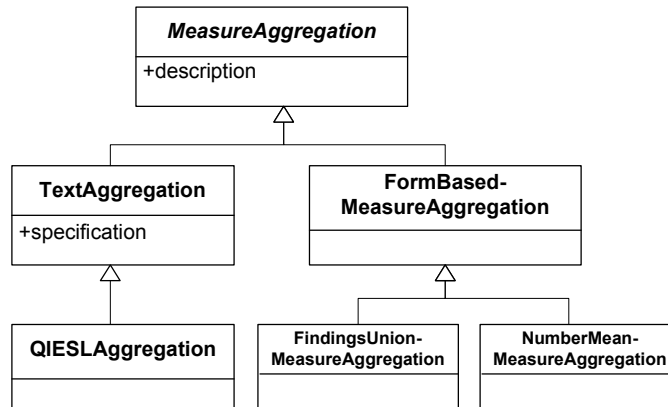 MeasureAggregation
+description
TextAggregation
+specification
FormBased-
MeasureAggregation
QIESLAggregation
FindingsUnion-
MeasureAggregation
NumberMean-
MeasureAggregation